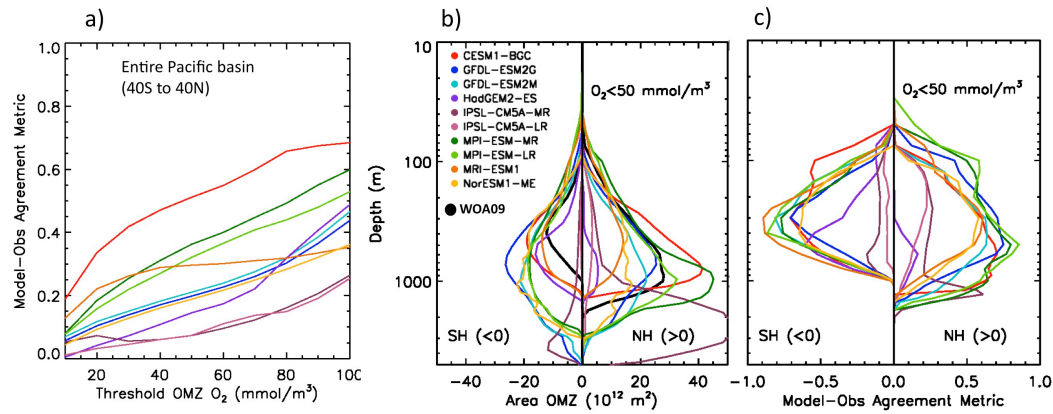 a)
Entire Pacific basin
(40S to 40N)
Model-Obs Agreement Metric
1.0
0.8
0.6
0.4
0.2
0.0
20 40 60 80 100
Threshold OMZ O₂ (mmol/m³)
b)
O₂<50 mmol/m³
CESM1-BGC
GFDL-ESM2G
GFDL-ESM2M
HadGEM2-ES
IPSL-CM5A-MR
IPSL-CM5A-LR
MPI-ESM-MR
MPI-ESM-LR
MRI-ESM1
NorESM1-ME
WOA09
Depth (m)
10
100
1000
SH (<0) NH (>0)
-40 -20 0 20 40
Area OMZ (10¹² m²)
c)
O₂<50 mmol/m³
SH (<0) NH (>0)
-1.0 -0.5 0.0 0.5 1.0
Model-Obs Agreement Metric